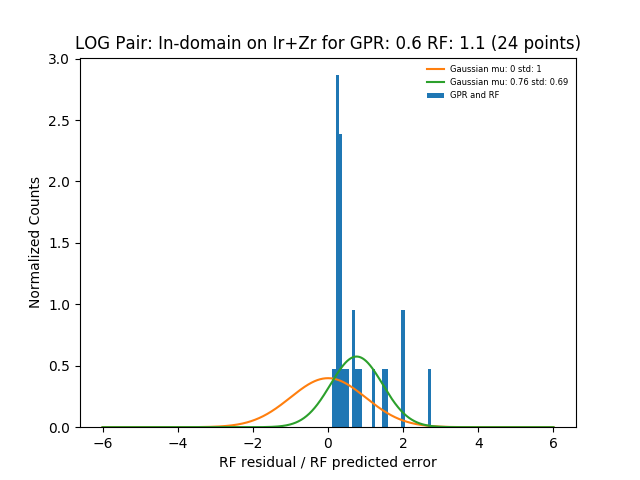 LOG Pair: In-domain on Ir+Zr for GPR: 0.6 RF: 1.1 (24 points)
Gaussian mu: 0 std: 1
Gaussian mu: 0.76 std: 0.69
GPR and RF
Normalized Counts
3.0
2.5
2.0
1.5
1.0
0.5
0.0
−6 −4 −2 0 2 4 6
RF residual / RF predicted error